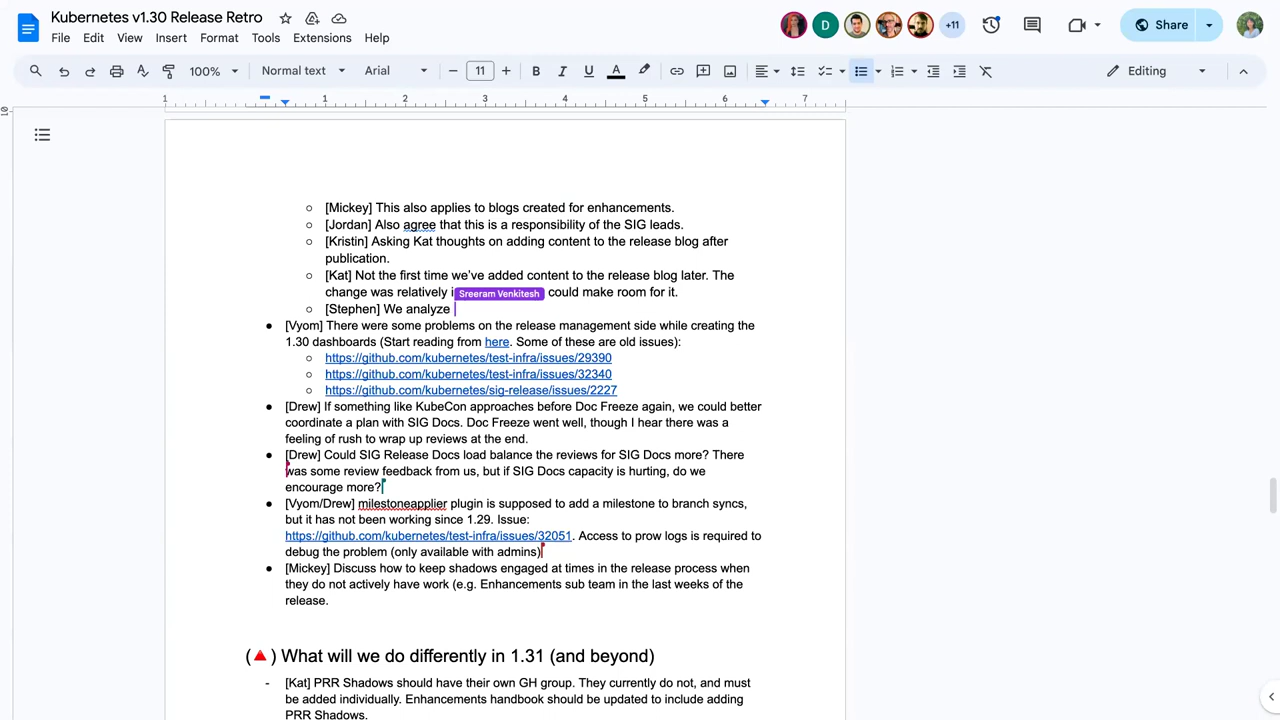 Kubernetes v1.30 Release Retro
File Edit View Insert Format Tools Extensions Help
D
+11
Share
100% Normal text Arial 11 B I U A Editing
1 1 2 3 4 5 6 7
[Mickey] This also applies to blogs created for enhancements.
[Jordan] Also agree that this is a responsibility of the SIG leads.
[Kristin] Asking Kat thoughts on adding content to the release blog after
publication.
[Kat] Not the first time we've added content to the release blog later. The
change was relatively could make room for it.
Sreeram Venkitesh
[Stephen] We analyze
[Vyom] There were some problems on the release management side while creating the
1.30 dashboards (Start reading from here. Some of these are old issues):
https://github.com/kubernetes/test-infra/issues/29390
https://github.com/kubernetes/test-infra/issues/32340
https://github.com/kubernetes/sig-release/issues/2227
[Drew] If something like KubeCon approaches before Doc Freeze again, we could better
coordinate a plan with SIG Docs. Doc Freeze went well, though I hear there was a
feeling of rush to wrap up reviews at the end.
[Drew] Could SIG Release Docs load balance the reviews for SIG Docs more? There
was some review feedback from us, but if SIG Docs capacity is hurting, do we
encourage more?
[Vyom/Drew] milestoneapplier plugin is supposed to add a milestone to branch syncs,
but it has not been working since 1.29. Issue:
https://github.com/kubernetes/test-infra/issues/32051. Access to prow logs is required to
debug the problem (only available with admins)
[Mickey] Discuss how to keep shadows engaged at times in the release process when
they do not actively have work (e.g. Enhancements sub team in the last weeks of the
release.
(🔺) What will we do differently in 1.31 (and beyond)
- [Kat] PRR Shadows should have their own GH group. They currently do not, and must
be added individually. Enhancements handbook should be updated to include adding
PRR Shadows.